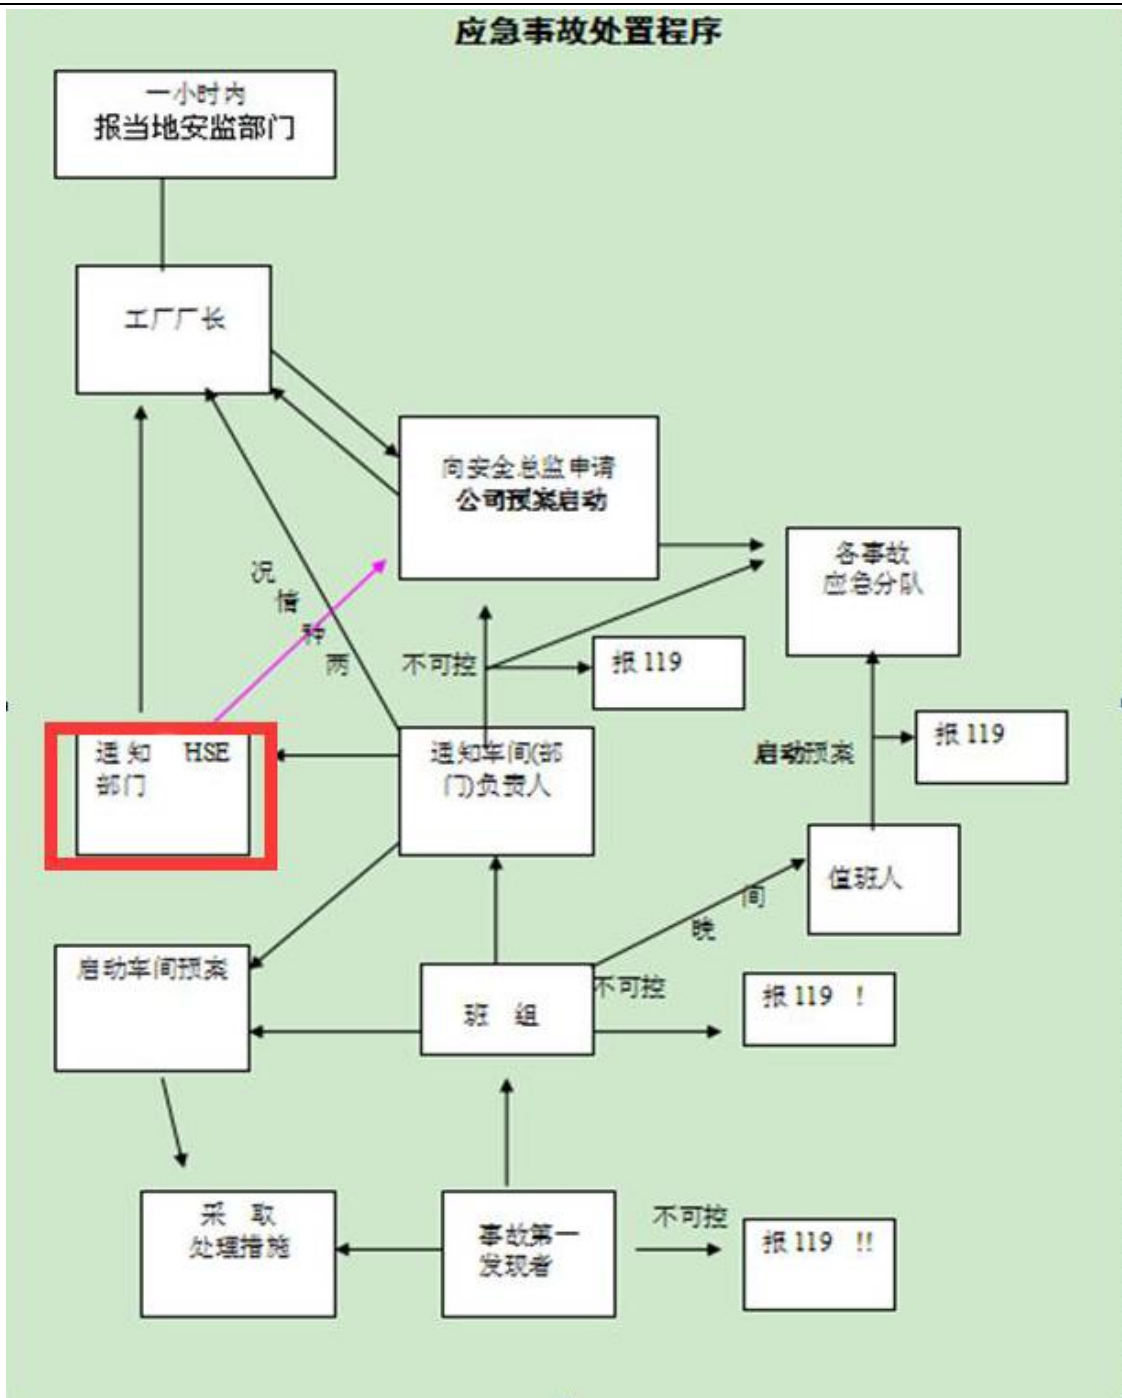 应急事故处置程序
一小时内
报当地安监部门
工厂厂长
向安全总监申请
公司预案启动
各事故
应急分队
况
情
种
两
不可控
报 119
通 知 HSE
部门
通知车间(部
门)负责人
启动预案
报 119
值班人
间
晚
启动车间预案
班 组
不可控
报 119 !
采 取
处理措施
事故第一
发现者
不可控
报 119 !!